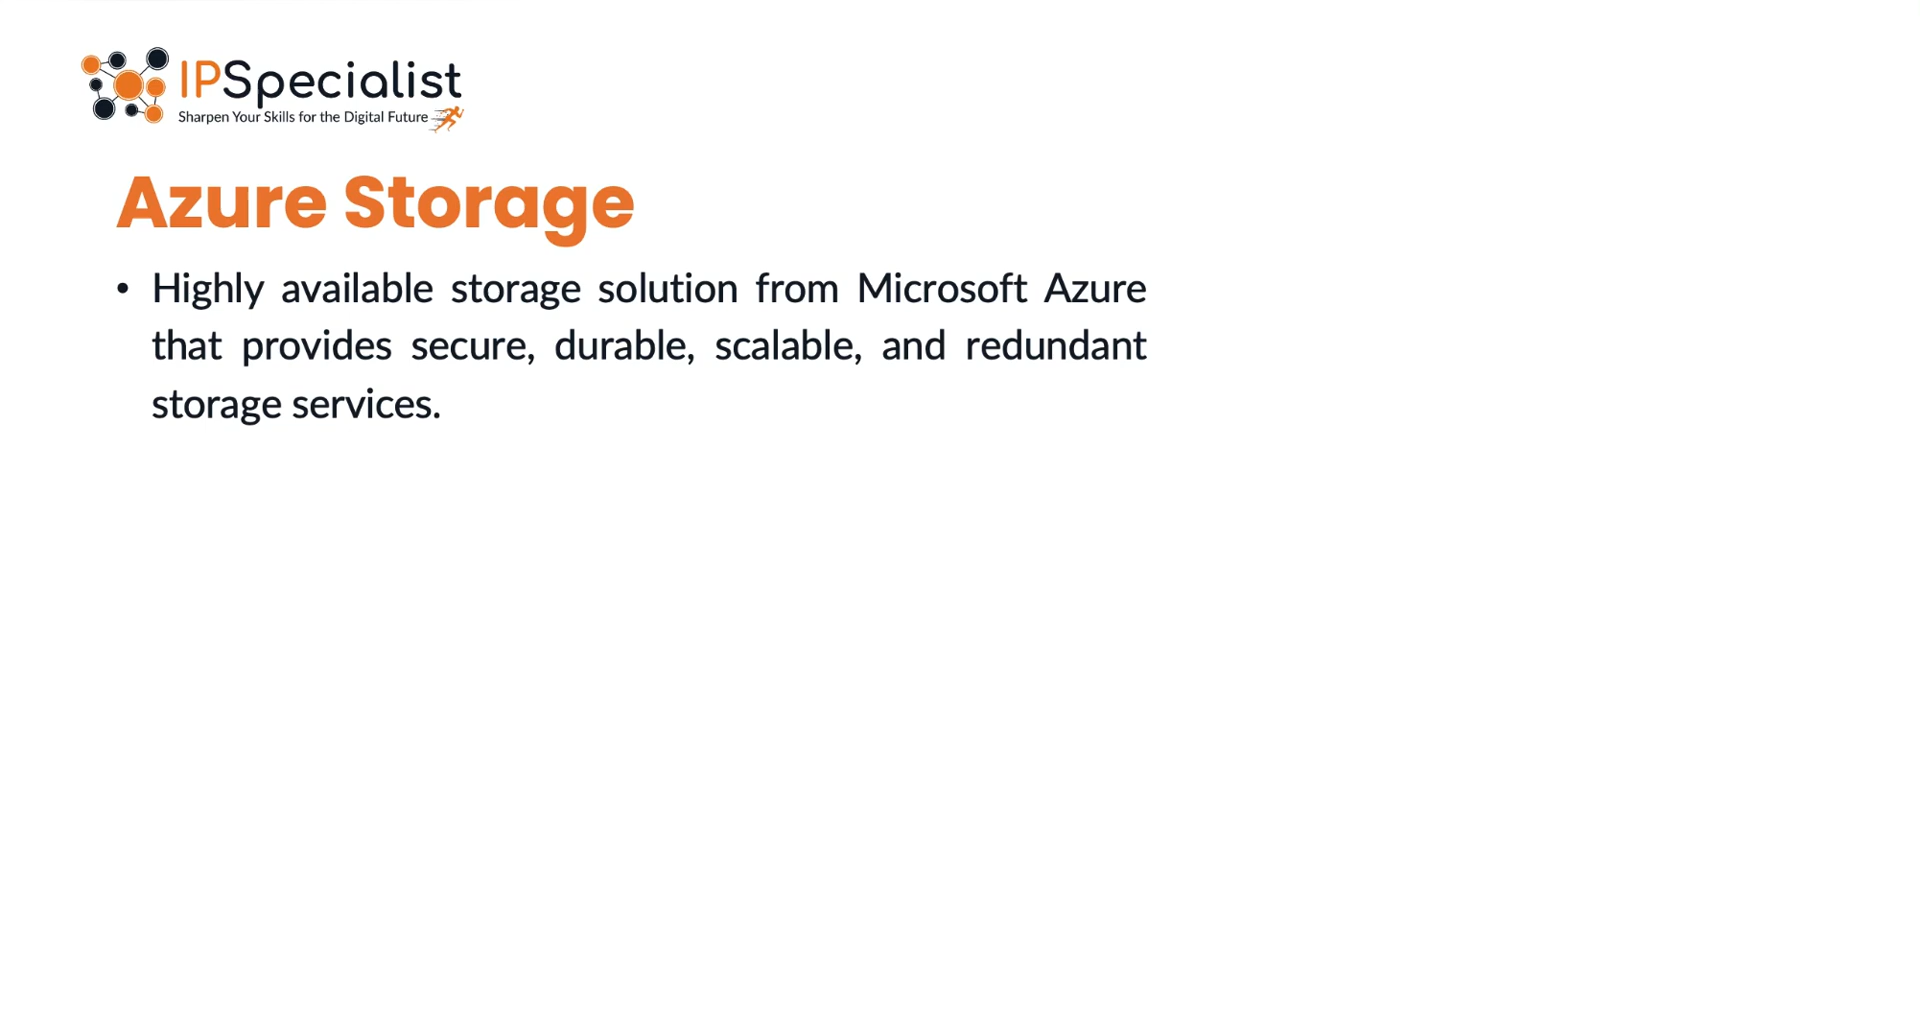 IPSpecialist
Sharpen Your Skills for the Digital Future
Azure Storage
• Highly available storage solution from Microsoft Azure
that provides secure, durable, scalable, and redundant
storage services.